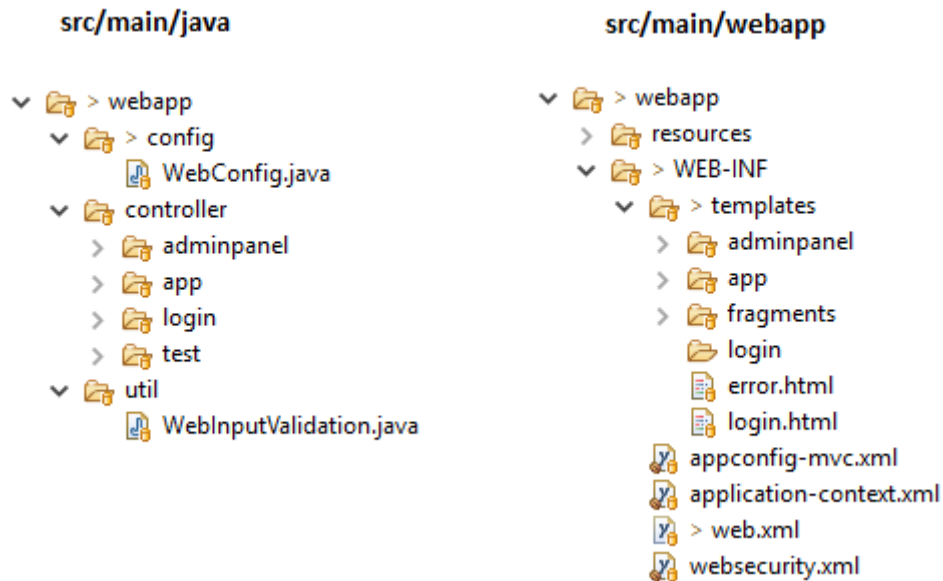 src/main/java
> webapp
> config
WebConfig.java
controller
adminpanel
app
login
test
util
WebInputValidation.java
src/main/webapp
> webapp
resources
> WEB-INF
> templates
adminpanel
app
fragments
login
error.html
login.html
appconfig-mvc.xml
application-context.xml
> web.xml
websecurity.xml